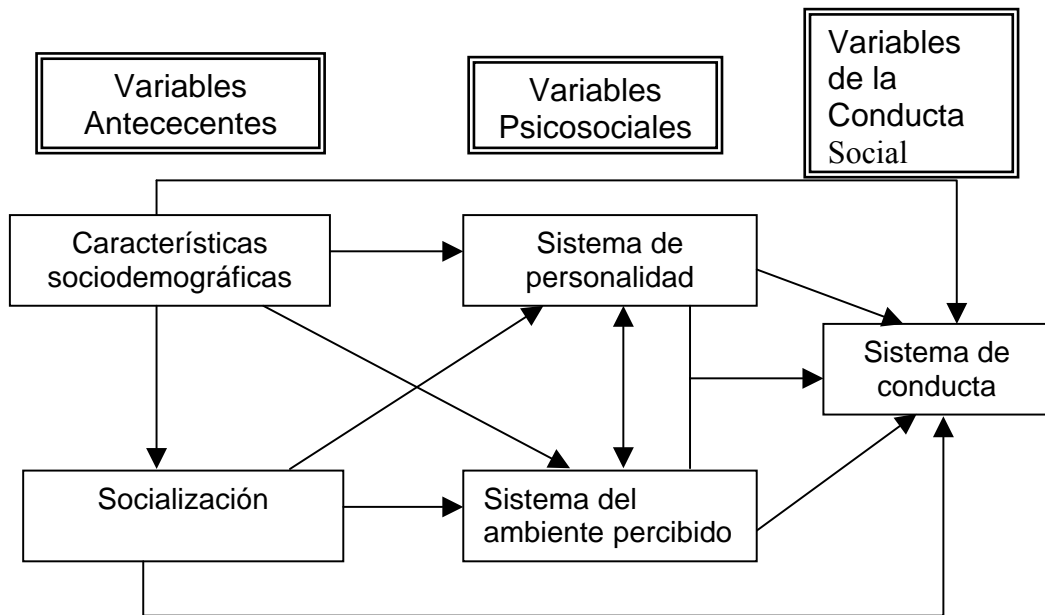 Variables
Antececentes
Variables
Psicosociales
Variables
de la
Conducta
Social
Características
sociodemográficas
Sistema de
personalidad
Sistema de
conducta
Socialización
Sistema del
ambiente percibido